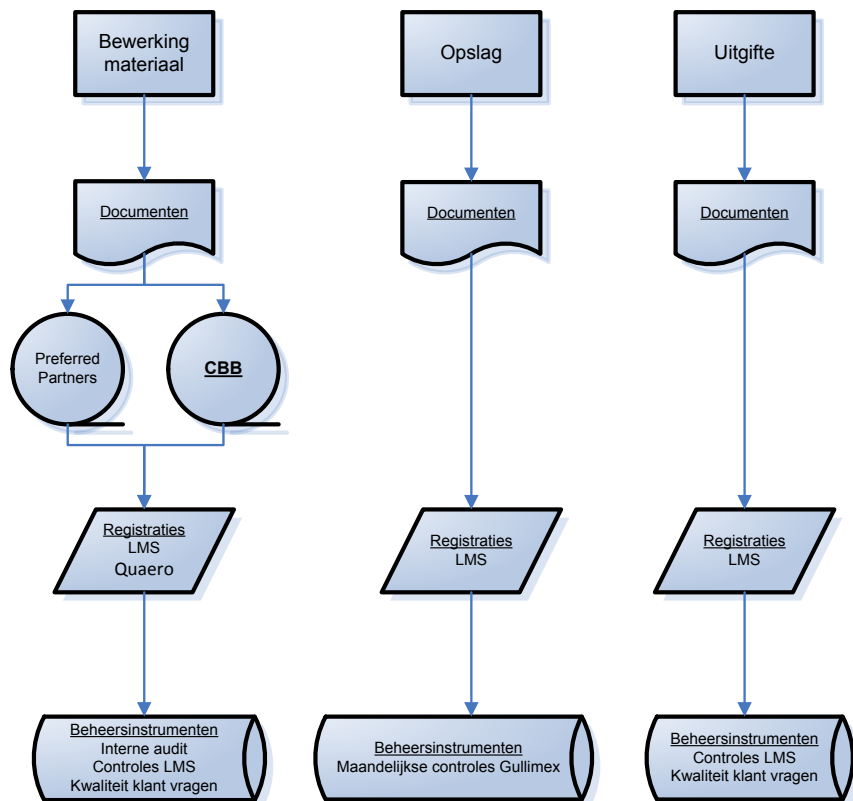 Bewerking
materiaal
Opslag
Uitgifte
Documenten
Documenten
Documenten
Preferred
Partners
CBB
Registraties
LMS
Quaero
Registraties
LMS
Registraties
LMS
Beheersinstrumenten
Interne audit
Controles LMS
Kwaliteit klant vragen
Beheersinstrumenten
Maandelijkse controles Gullimex
Beheersinstrumenten
Controles LMS
Kwaliteit klant vragen